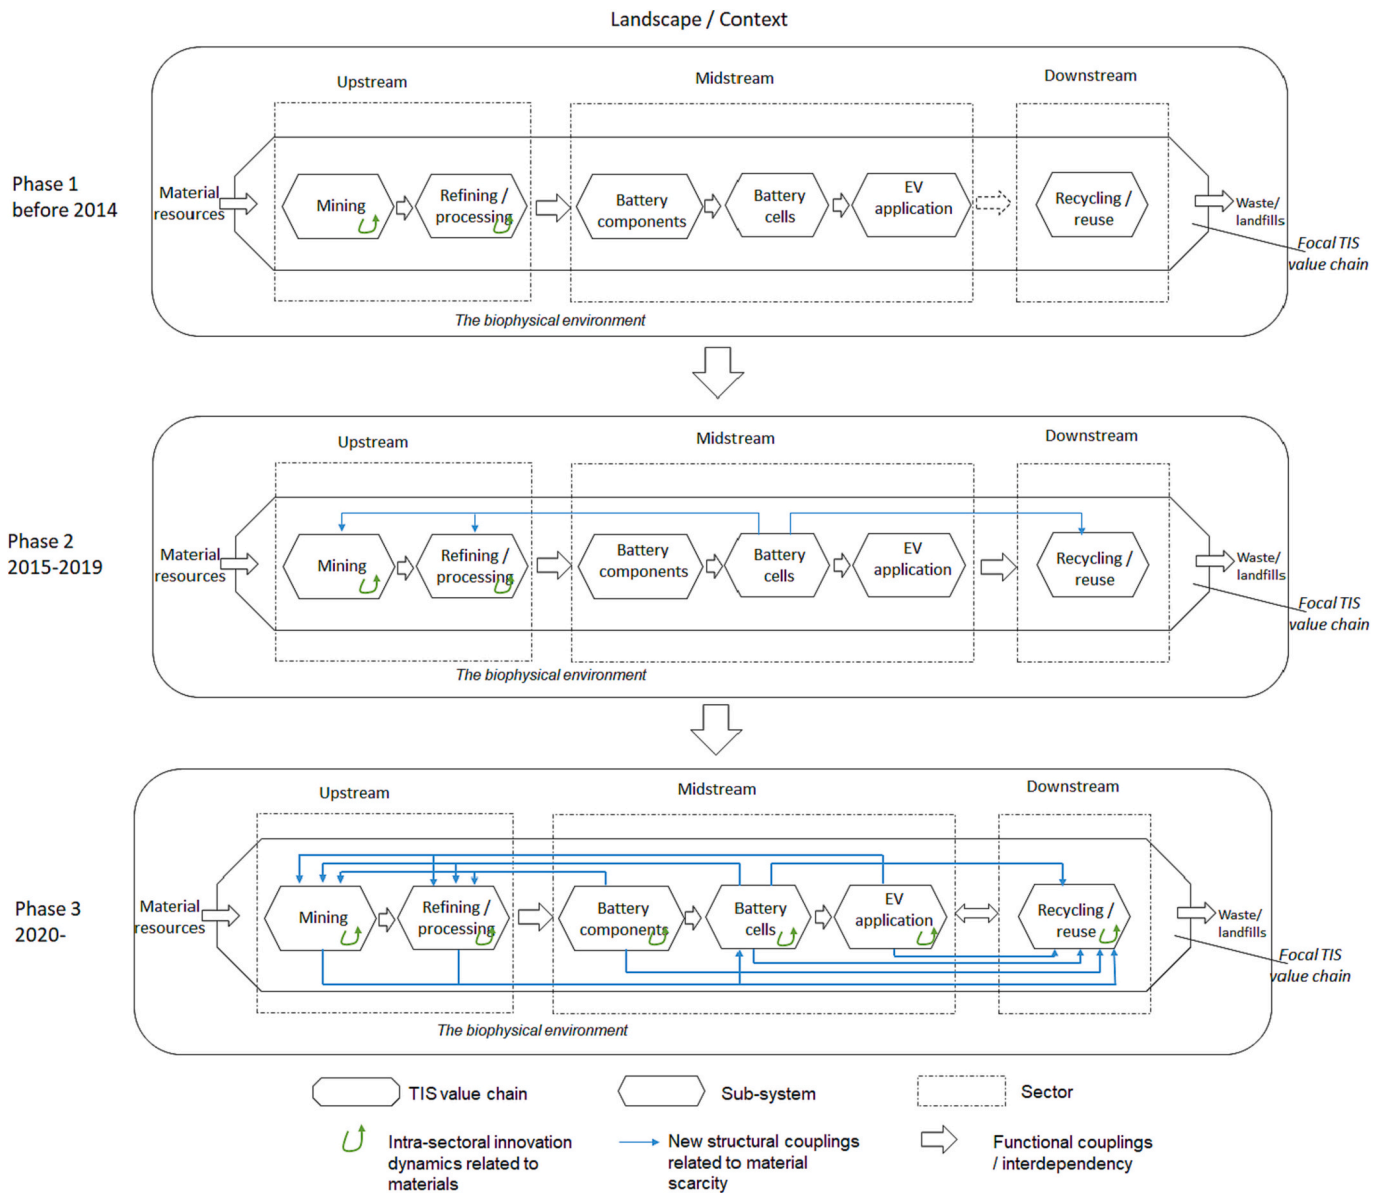 Landscape / Context
Upstream
Midstream
Downstream
Phase 1
before 2014
Material
resources
Mining
Refining /
processing
Battery
components
Battery
cells
EV
application
Recycling /
reuse
Waste/
landfills
Focal TIS
value chain
The biophysical environment
Upstream
Midstream
Downstream
Phase 2
2015-2019
Material
resources
Mining
Refining /
processing
Battery
components
Battery
cells
EV
application
Recycling /
reuse
Waste/
landfills
Focal TIS
value chain
The biophysical environment
Upstream
Midstream
Downstream
Phase 3
2020-
Material
resources
Mining
Refining /
processing
Battery
components
Battery
cells
EV
application
Recycling /
reuse
Waste/
landfills
Focal TIS
value chain
The biophysical environment
TIS value chain
Sub-system
Sector
Intra-sectoral innovation
dynamics related to
materials
New structural couplings
related to material
scarcity
Functional couplings
/ interdependency